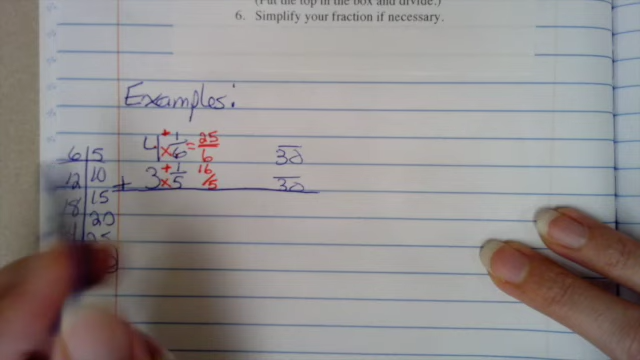 (Put the top in the box and divide.)
6. Simplify your fraction if necessary.
Examples:
6 | 5 4 + 1/6 × = 25/6 /30
12 | 10 + 3 + 1/5 × 16/5 /30
18 | 15
20
25